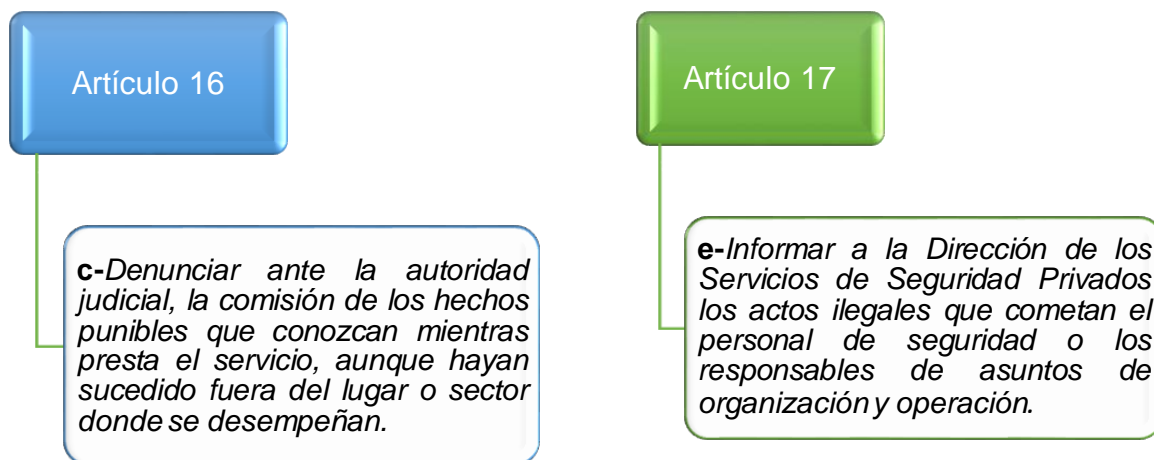 Artículo 16
c-Denunciar ante la autoridad
judicial, la comisión de los hechos
punibles que conozcan mientras
presta el servicio, aunque hayan
sucedido fuera del lugar o sector
donde se desempeñan.
Artículo 17
e-Informar a la Dirección de los
Servicios de Seguridad Privados
los actos ilegales que cometan el
personal de seguridad o los
responsables de asuntos de
organización y operación.